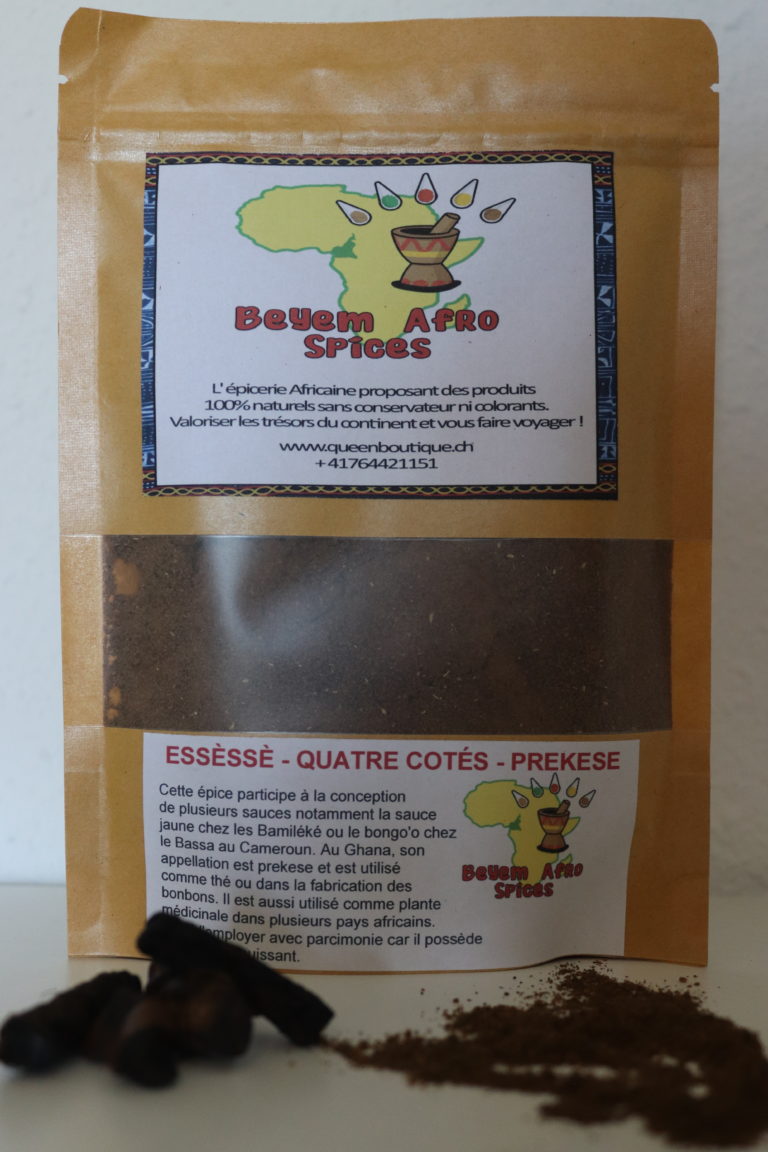 Beyem Afro
Spices
L' épicerie Africaine proposant des produits
100% naturels sans conservateur ni colorants.
Valoriser les trésors du continent et vous faire voyager !
www.queenboutique.ch
+41764421151
ESSÈSSÈ - QUATRE COTÉS - PREKESE
Cette épice participe à la conception
de plusieurs sauces notamment la sauce
jaune chez les Bamiléké ou le bongo'o chez
le Bassa au Cameroun. Au Ghana, son
appellation est prekese et est utilisé
comme thé ou dans la fabrication des
bonbons. Il est aussi utilisé comme plante
médicinale dans plusieurs pays africains.
l'employer avec parcimonie car il possède
Beyem Afro
Spices